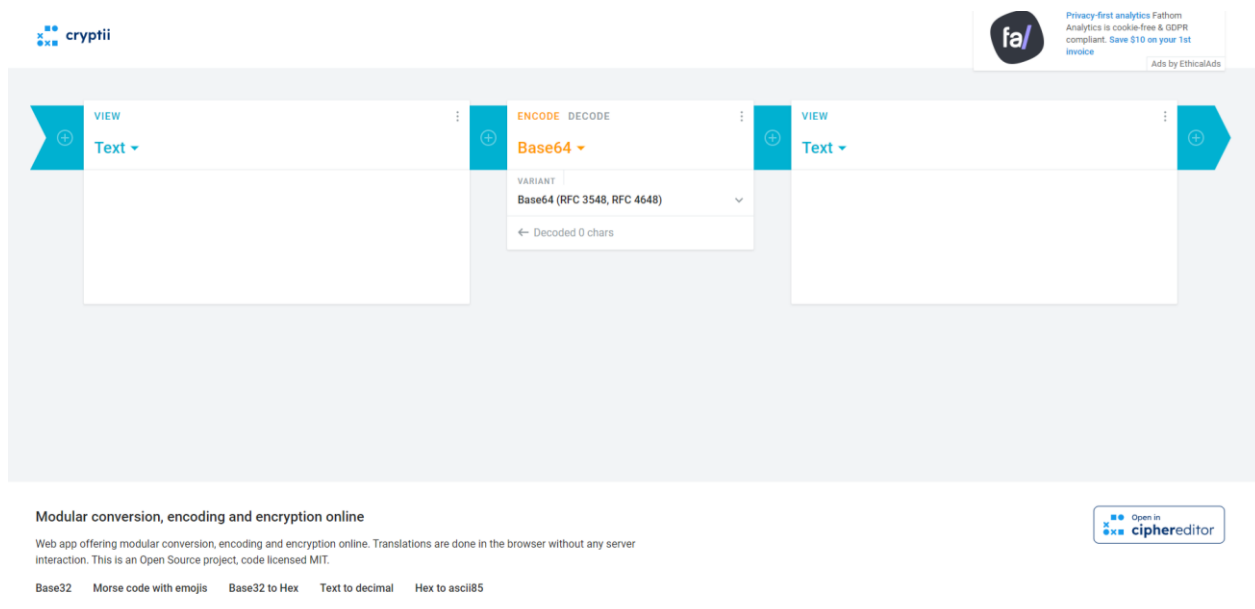 cryptii
fa/
Privacy-first analytics Fathom
Analytics is cookie-free & GDPR
compliant. Save $10 on your 1st
invoice
Ads by EthicalAds
VIEW
Text
ENCODE DECODE
Base64
VARIANT
Base64 (RFC 3548, RFC 4648)
← Decoded 0 chars
VIEW
Text
Modular conversion, encoding and encryption online
Web app offering modular conversion, encoding and encryption online. Translations are done in the browser without any server
interaction. This is an Open Source project, code licensed MIT.
Open in
ciphereditor
Base32 Morse code with emojis Base32 to Hex Text to decimal Hex to ascii85